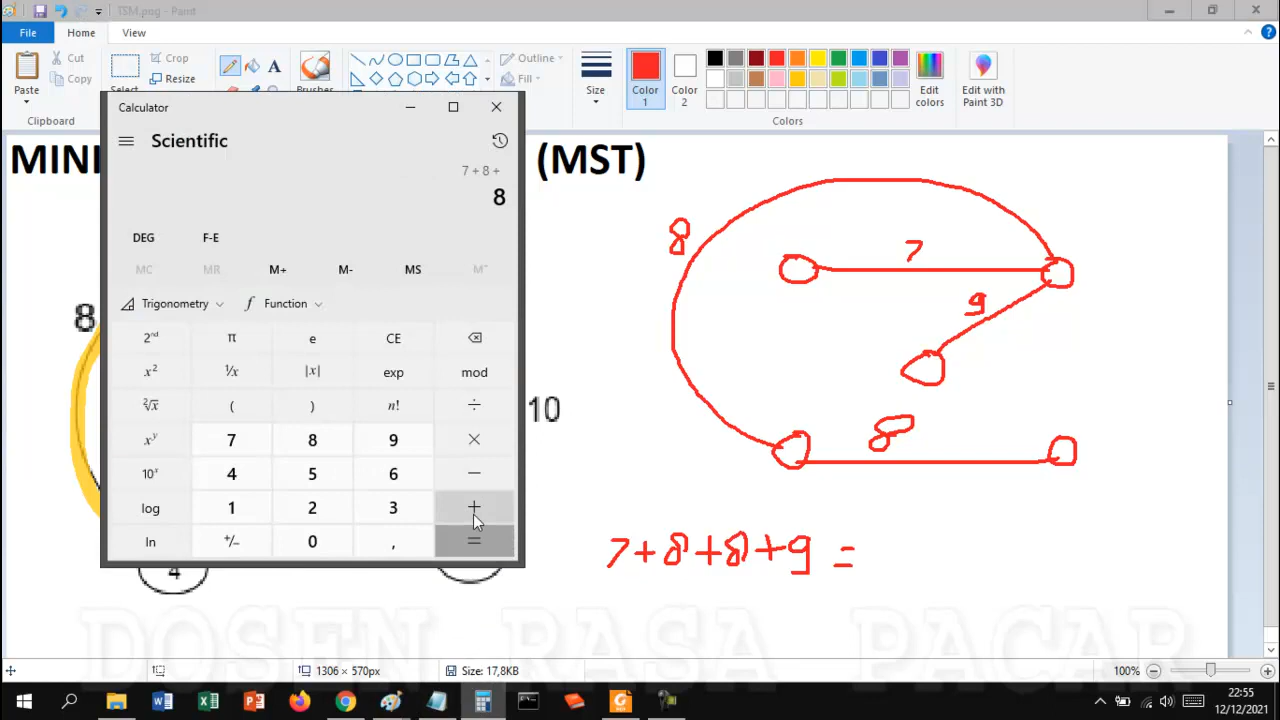 TSM.png - Paint
File Home View
Paste
Cut
Copy
Clipboard
Select
Crop
Resize
A
Brushes
Outline
Fill
Size
Color 1
Color 2
Edit colors
Edit with Paint 3D
Colors
(MST)
Calculator
Scientific
7 + 8 +
8
DEG F-E
MC MR M+ M- MS
Trigonometry Function
2nd π e CE
x² ¹/x |x| exp mod
²√x ( ) n! ÷
xʸ 7 8 9 ×
10ˣ 4 5 6 −
log 1 2 3 +
ln +/− 0 , =
8
10
4
8
7
9
8
7+8+8+9 =
DOSEN RASA PACAR
1306 × 570px
Size: 17,8KB
100%
22:55
12/12/2021